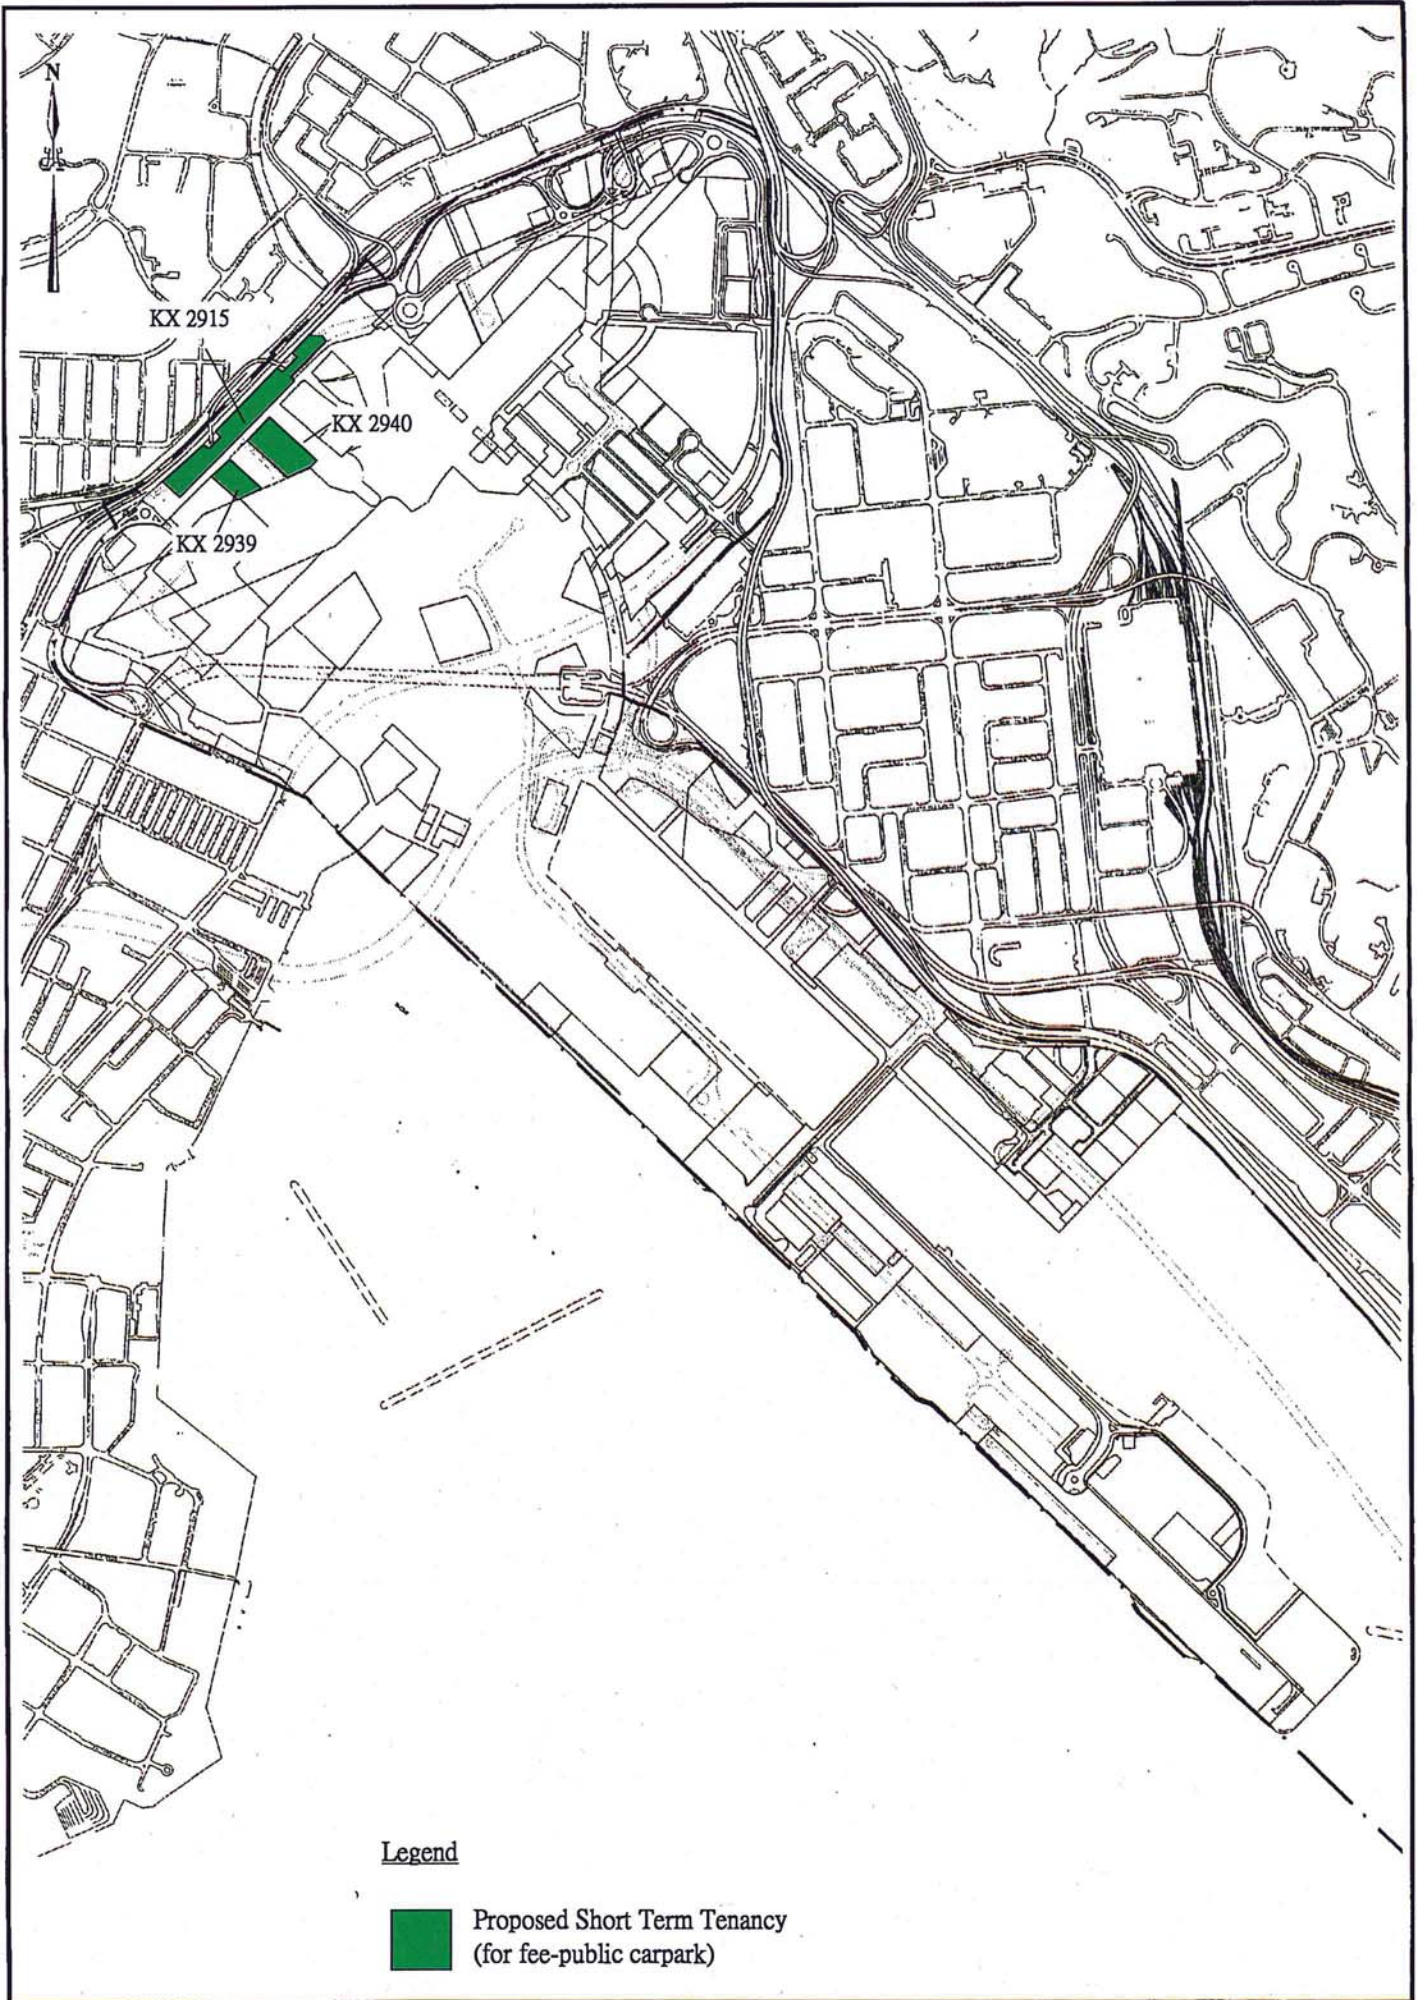 N
KX 2915
KX 2940
KX 2939
Legend
Proposed Short Term Tenancy
(for fee-public carpark)